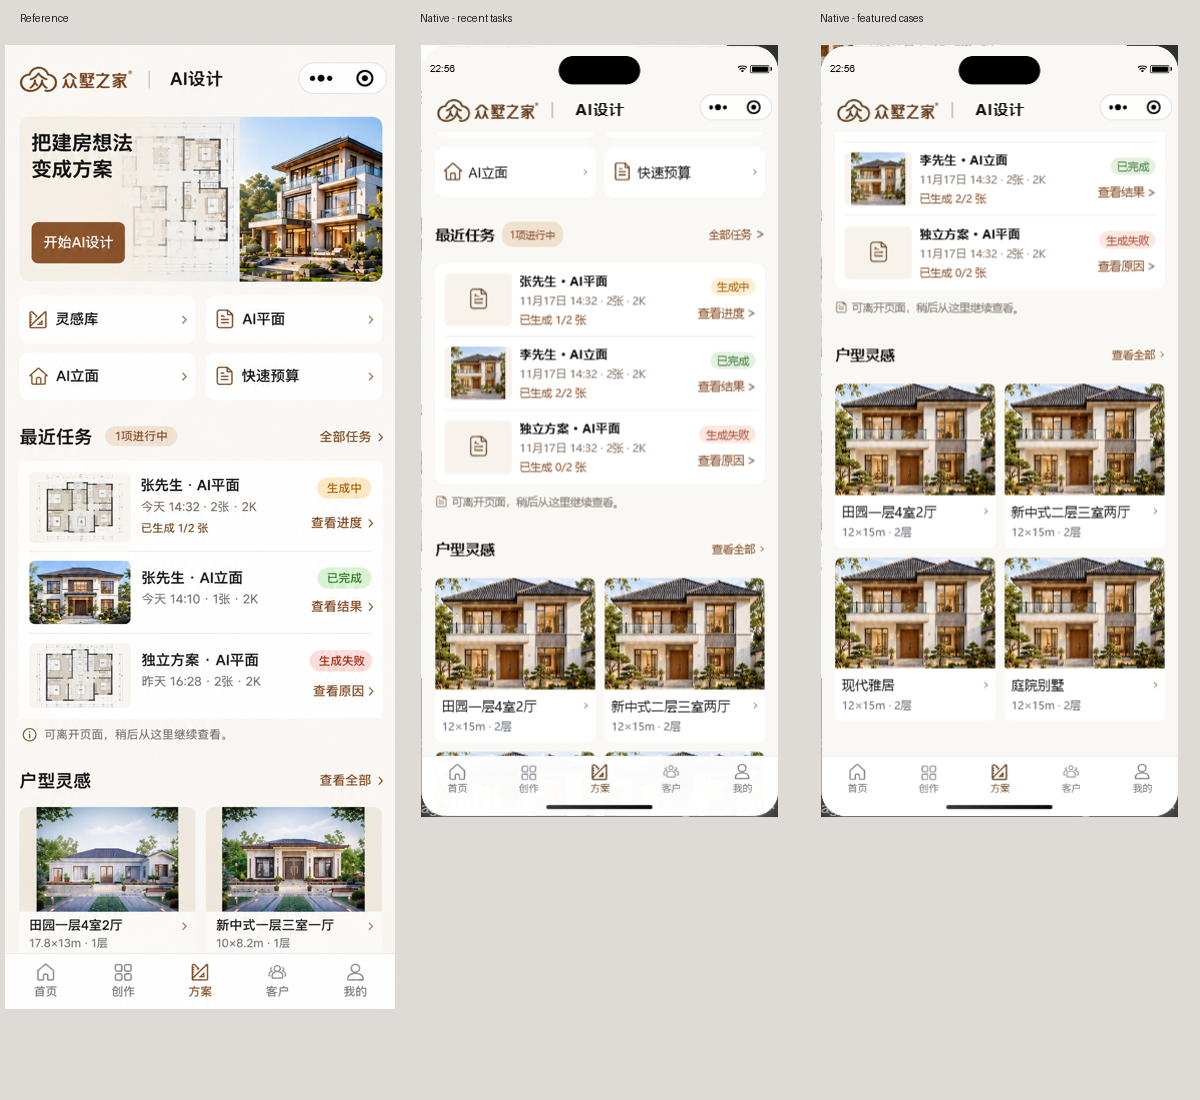 Reference
众墅之家
AI设计
把建房想法
变成方案
开始AI设计
灵感库
AI平面
AI立面
快速预算
最近任务
1项进行中
全部任务
张先生 · AI平面
生成中
今天 14:32 · 2张 · 2K
已生成 1/2 张
查看进度
张先生 · AI立面
已完成
今天 14:10 · 1张 · 2K
查看结果
独立方案 · AI平面
生成失败
昨天 16:28 · 2张 · 2K
查看原因
可离开页面，稍后从这里继续查看。
户型灵感
查看全部
田园一层4室2厅
17.8×13m · 1层
新中式一层三室一厅
10×8.2m · 1层
首页
创作
方案
客户
我的
Native - recent tasks
22:56
众墅之家
AI设计
AI立面
快速预算
最近任务
1项进行中
全部任务 >
张先生 · AI平面
生成中
11月17日 14:32 · 2张 · 2K
已生成 1/2 张
查看进度 >
李先生 · AI立面
已完成
11月17日 14:32 · 2张 · 2K
已生成 2/2 张
查看结果 >
独立方案 · AI平面
生成失败
11月17日 14:32 · 2张 · 2K
已生成 0/2 张
查看原因 >
可离开页面，稍后从这里继续查看。
户型灵感
查看全部
田园一层4室2厅
12×15m · 2层
新中式二层三室两厅
12×15m · 2层
首页
创作
方案
客户
我的
Native - featured cases
22:56
众墅之家
AI设计
李先生 · AI立面
已完成
11月17日 14:32 · 2张 · 2K
已生成 2/2 张
查看结果 >
独立方案 · AI平面
生成失败
11月17日 14:32 · 2张 · 2K
已生成 0/2 张
查看原因 >
可离开页面，稍后从这里继续查看。
户型灵感
查看全部
田园一层4室2厅
12×15m · 2层
新中式二层三室两厅
12×15m · 2层
现代雅居
12×15m · 2层
庭院别墅
12×15m · 2层
首页
创作
方案
客户
我的